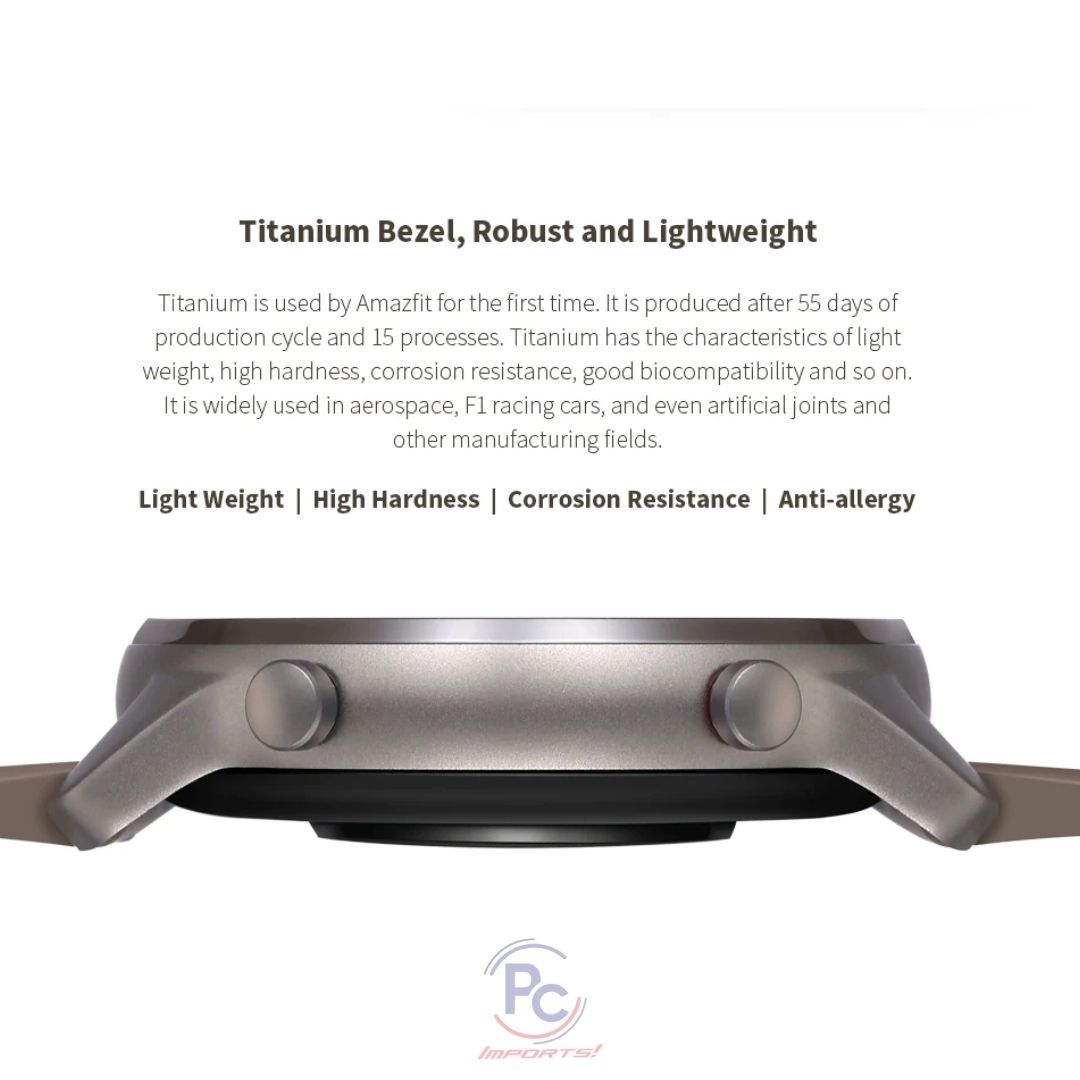 Titanium Bezel, Robust and Lightweight
Titanium is used by Amazfit for the first time. It is produced after 55 days of
production cycle and 15 processes. Titanium has the characteristics of light
weight, high hardness, corrosion resistance, good biocompatibility and so on.
It is widely used in aerospace, F1 racing cars, and even artificial joints and
other manufacturing fields.
Light Weight | High Hardness | Corrosion Resistance | Anti-allergy
PC
IMPORTS!